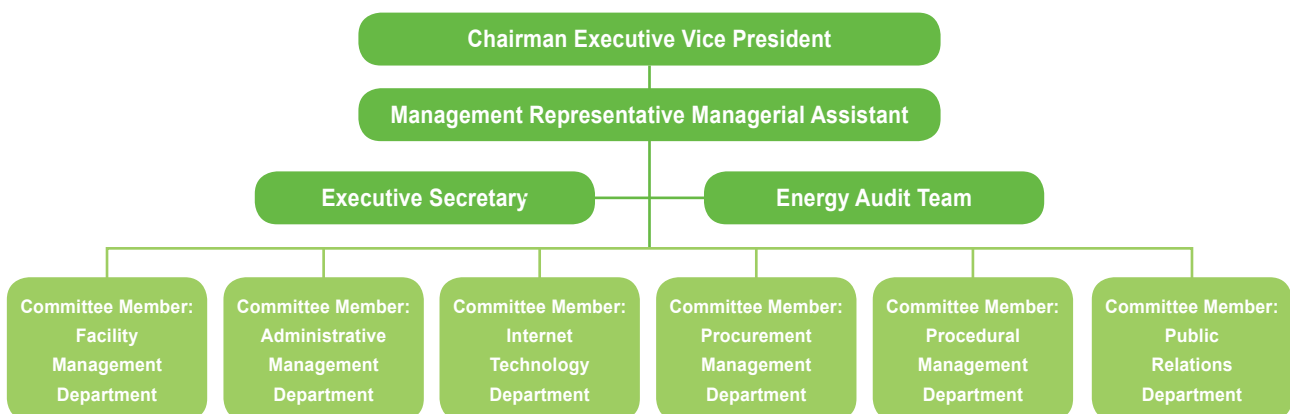 Chairman Executive Vice President
Management Representative Managerial Assistant
Executive Secretary
Energy Audit Team
Committee Member:
Facility
Management
Department
Committee Member:
Administrative
Management
Department
Committee Member:
Internet
Technology
Department
Committee Member:
Procurement
Management
Department
Committee Member:
Procedural
Management
Department
Committee Member:
Public
Relations
Department